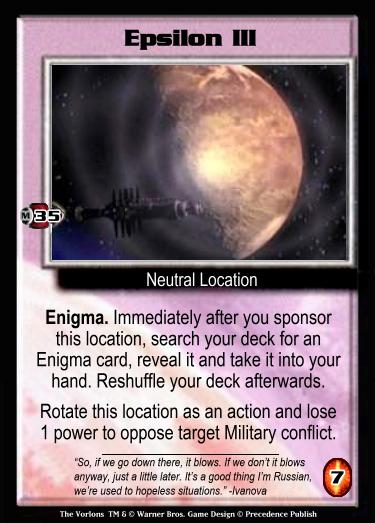 Epsilon III
M 35
Neutral Location
Enigma. Immediately after you sponsor
this location, search your deck for an
Enigma card, reveal it and take it into your
hand. Reshuffle your deck afterwards.
Rotate this location as an action and lose
1 power to oppose target Military conflict.
"So, if we go down there, it blows. If we don't it blows
anyway, just a little later. It's a good thing I'm Russian,
we're used to hopeless situations." -Ivanova
7
The Vorlons TM & © Warner Bros. Game Design © Precedence Publish